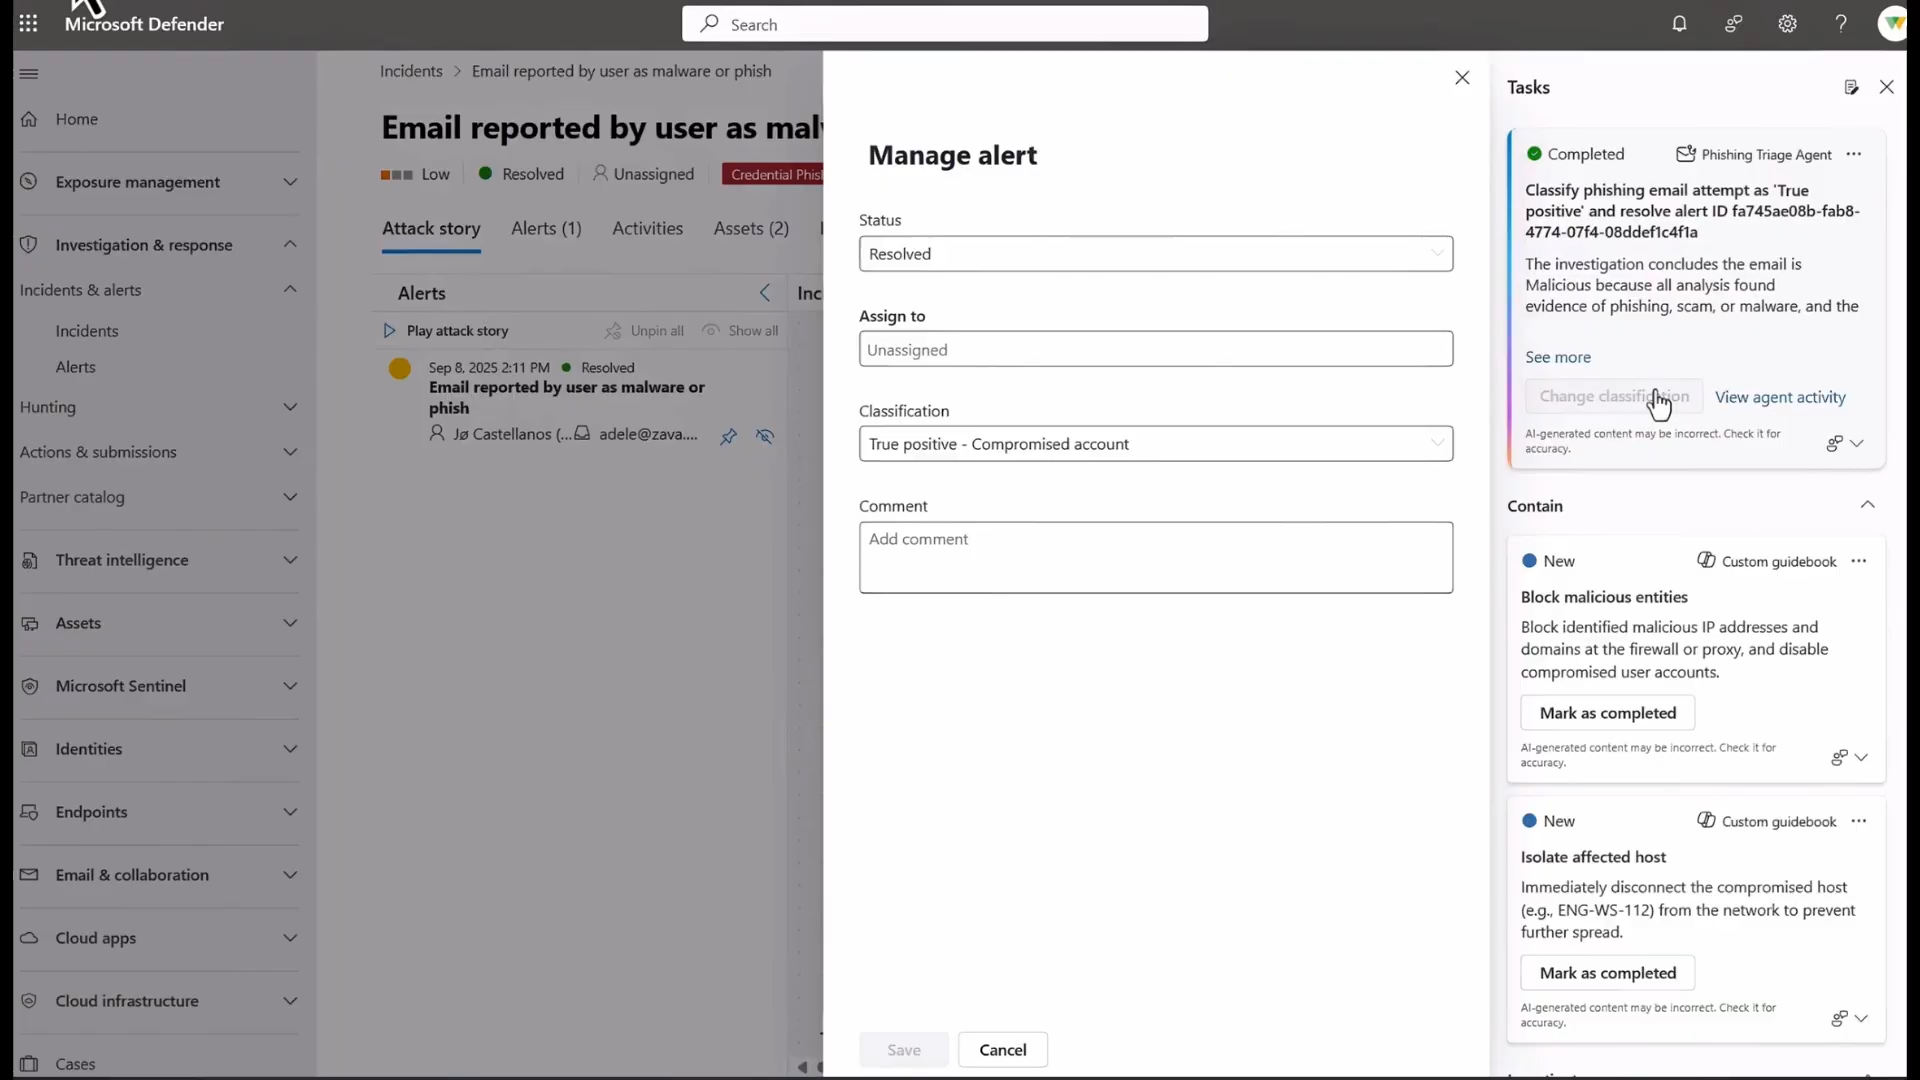 Microsoft Defender
Search
Home
Exposure management
Investigation & response
Incidents & alerts
Incidents
Alerts
Hunting
Actions & submissions
Partner catalog
Threat intelligence
Assets
Microsoft Sentinel
Identities
Endpoints
Email & collaboration
Cloud apps
Cloud infrastructure
Cases
Incidents > Email reported by user as malware or phish
Email reported by user as mal
Low Resolved Unassigned Credential Phis
Attack story Alerts (1) Activities Assets (2)
Alerts
Inc
Play attack story Unpin all Show all
Sep 8, 2025 2:11 PM Resolved
Email reported by user as malware or
phish
Jø Castellanos (... adele@zava....
Manage alert
Status
Resolved
Assign to
Unassigned
Classification
True positive - Compromised account
Comment
Add comment
Save Cancel
Tasks
Completed Phishing Triage Agent
Classify phishing email attempt as 'True
positive' and resolve alert ID fa745ae08b-fab8-
4774-07f4-08ddef1c4f1a
The investigation concludes the email is
Malicious because all analysis found
evidence of phishing, scam, or malware, and the
See more
Change classification View agent activity
AI-generated content may be incorrect. Check it for
accuracy.
Contain
New Custom guidebook
Block malicious entities
Block identified malicious IP addresses and
domains at the firewall or proxy, and disable
compromised user accounts.
Mark as completed
AI-generated content may be incorrect. Check it for
accuracy.
New Custom guidebook
Isolate affected host
Immediately disconnect the compromised host
(e.g., ENG-WS-112) from the network to prevent
further spread.
Mark as completed
AI-generated content may be incorrect. Check it for
accuracy.